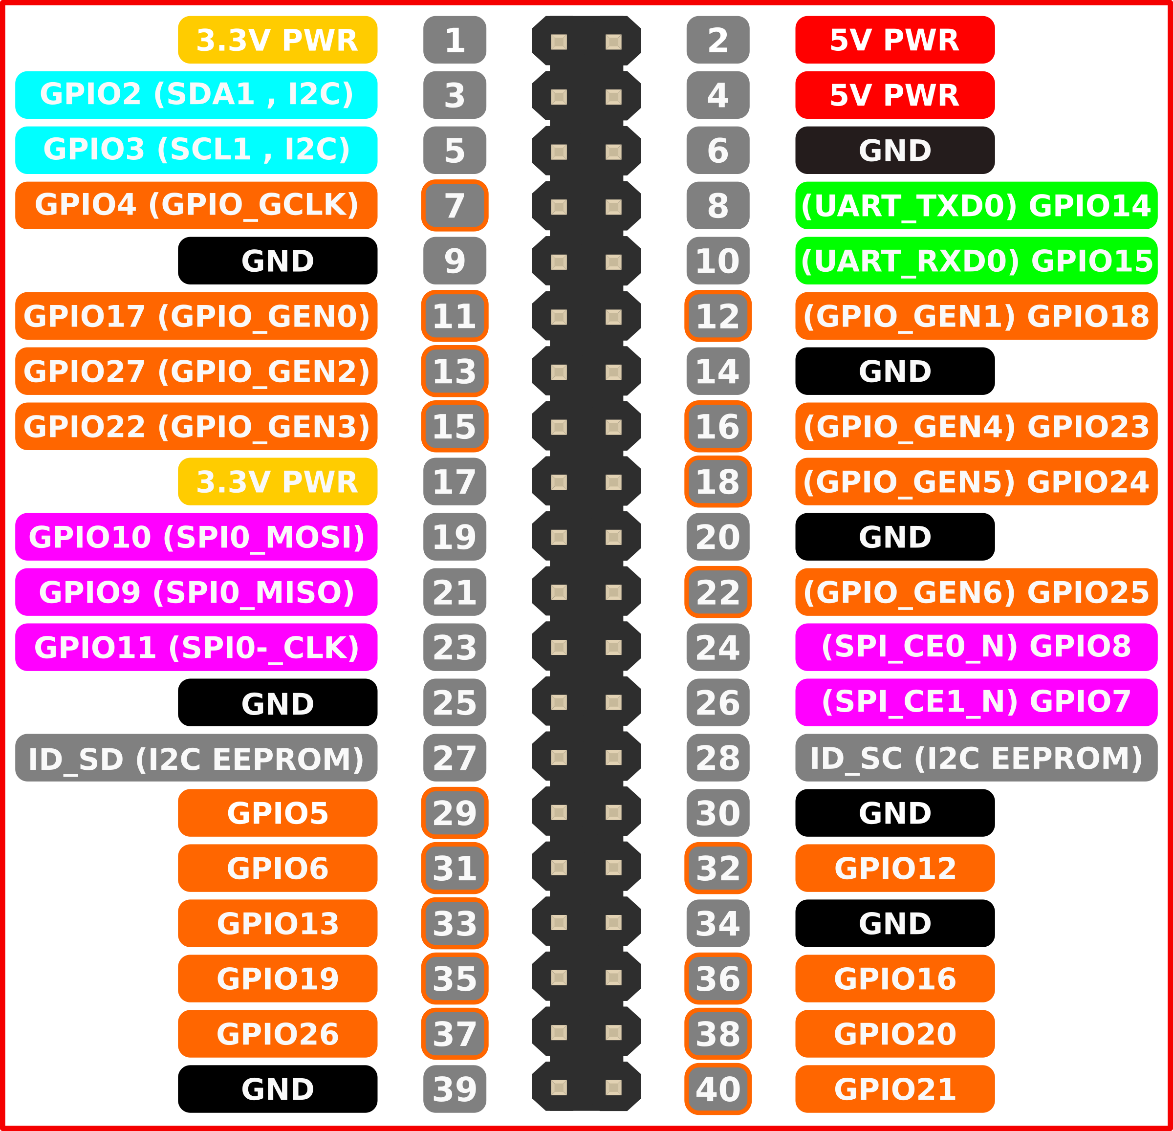 3.3V PWR 1 2 5V PWR
GPIO2 (SDA1 , I2C) 3 4 5V PWR
GPIO3 (SCL1 , I2C) 5 6 GND
GPIO4 (GPIO_GCLK) 7 8 (UART_TXD0) GPIO14
GND 9 10 (UART_RXD0) GPIO15
GPIO17 (GPIO_GEN0) 11 12 (GPIO_GEN1) GPIO18
GPIO27 (GPIO_GEN2) 13 14 GND
GPIO22 (GPIO_GEN3) 15 16 (GPIO_GEN4) GPIO23
3.3V PWR 17 18 (GPIO_GEN5) GPIO24
GPIO10 (SPI0_MOSI) 19 20 GND
GPIO9 (SPI0_MISO) 21 22 (GPIO_GEN6) GPIO25
GPIO11 (SPI0-_CLK) 23 24 (SPI_CE0_N) GPIO8
GND 25 26 (SPI_CE1_N) GPIO7
ID_SD (I2C EEPROM) 27 28 ID_SC (I2C EEPROM)
GPIO5 29 30 GND
GPIO6 31 32 GPIO12
GPIO13 33 34 GND
GPIO19 35 36 GPIO16
GPIO26 37 38 GPIO20
GND 39 40 GPIO21